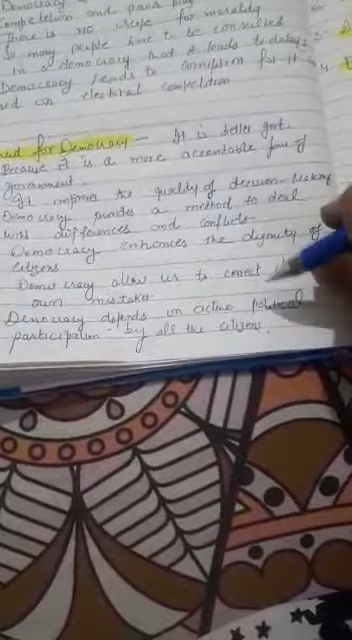 Democracy
Competition and power play
There is no scope for morality
So many people have to be consulted
in a democracy that it leads to delays
Democracy leads to corruption for it is
sed on electoral competition
for Democracy - It is better govt.
Because it is a more accountable form of
government
It improves the quality of decision-Making
Democracy provides a method to deal
with differences and conflicts
Democracy enhances the dignity of
citizens
Democracy allow us to correct
own mistakes
Democracy depends on active political
participation - by all the citizens.